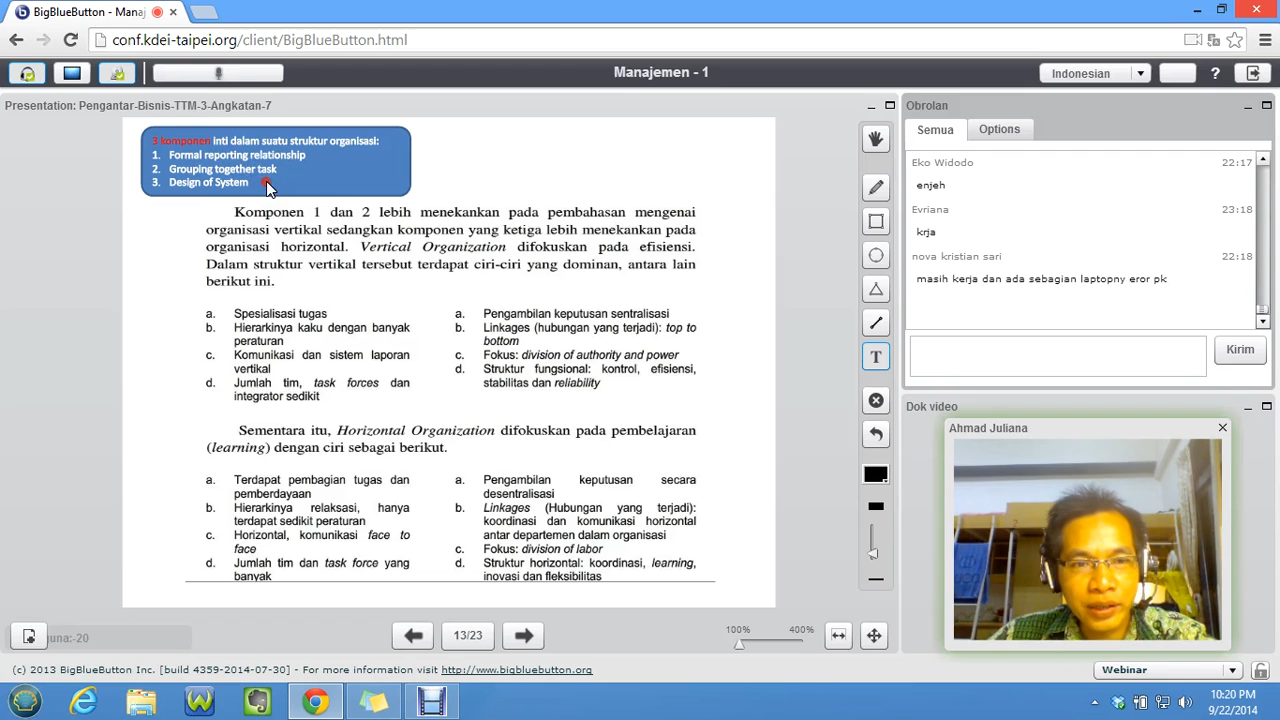 BigBlueButton - Manaj
conf.kdei-taipei.org/client/BigBlueButton.html
Manajemen - 1
Indonesian
?
Presentation: Pengantar-Bisnis-TTM-3-Angkatan-7
3 komponen inti dalam suatu struktur organisasi:
1. Formal reporting relationship
2. Grouping together task
3. Design of System
Komponen 1 dan 2 lebih menekankan pada pembahasan mengenai
organisasi vertikal sedangkan komponen yang ketiga lebih menekankan pada
organisasi horizontal. Vertical Organization difokuskan pada efisiensi.
Dalam struktur vertikal tersebut terdapat ciri-ciri yang dominan, antara lain
berikut ini.
a. Spesialisasi tugas
b. Hierarkinya kaku dengan banyak
peraturan
c. Komunikasi dan sistem laporan
vertikal
d. Jumlah tim, task forces dan
integrator sedikit
a. Pengambilan keputusan sentralisasi
b. Linkages (hubungan yang terjadi): top to
bottom
c. Fokus: division of authority and power
d. Struktur fungsional: kontrol, efisiensi,
stabilitas dan reliability
Sementara itu, Horizontal Organization difokuskan pada pembelajaran
(learning) dengan ciri sebagai berikut.
a. Terdapat pembagian tugas dan
pemberdayaan
b. Hierarkinya relaksasi, hanya
terdapat sedikit peraturan
c. Horizontal, komunikasi face to
face
d. Jumlah tim dan task force yang
banyak
a. Pengambilan keputusan secara
desentralisasi
b. Linkages (Hubungan yang terjadi):
koordinasi dan komunikasi horizontal
antar departemen dalam organisasi
c. Fokus: division of labor
d. Struktur horizontal: koordinasi, learning,
inovasi dan fleksibilitas
Obrolan
Semua
Options
Eko Widodo 22:17
enjeh
Evriana 23:18
krja
nova kristian sari 22:18
masih kerja dan ada sebagian laptopny eror pk
Kirim
Dok video
Ahmad Juliana
T
una:-20
13/23
100%
400%
(c) 2013 BigBlueButton Inc. [build 4359-2014-07-30] - For more information visit http://www.bigbluebutton.org
Webinar
10:20 PM
9/22/2014